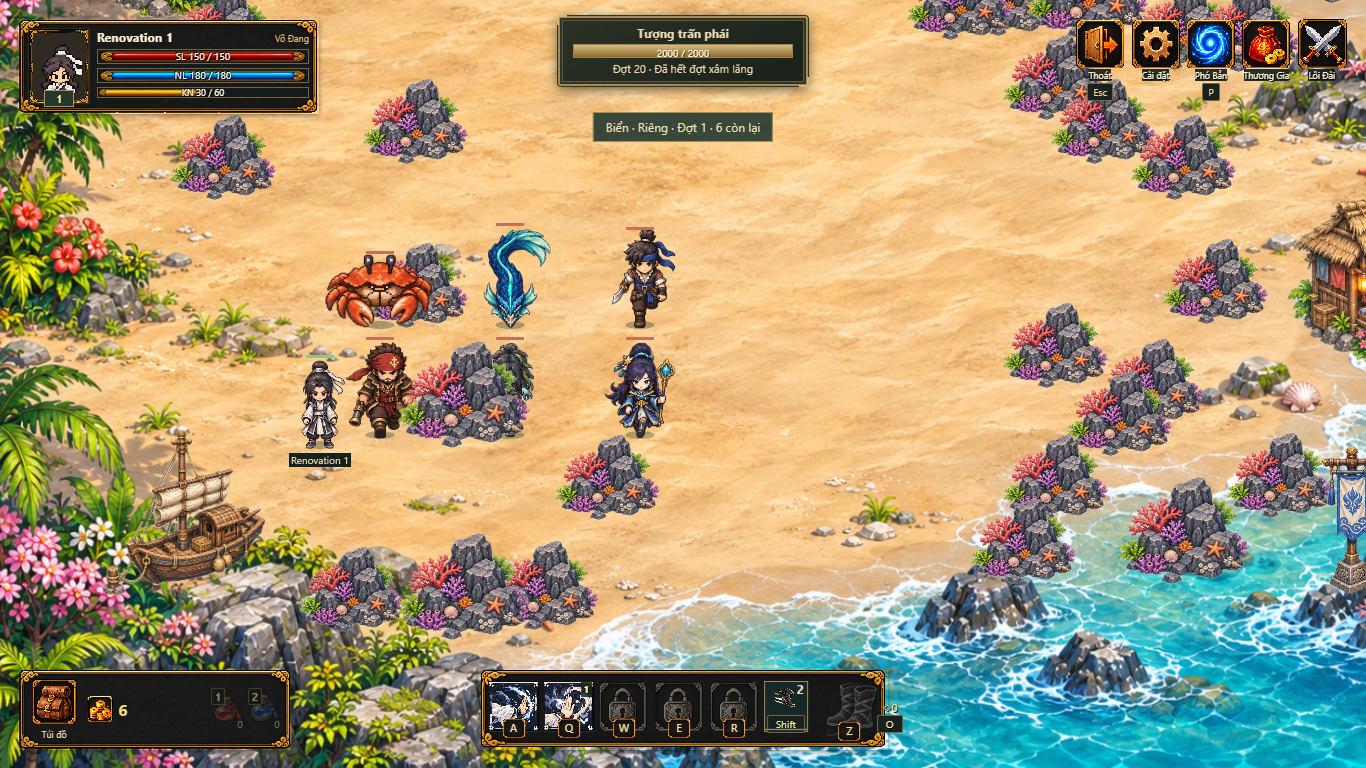 Renovation 1
Võ Đang
SL 150 / 150
NL 180 / 180
KN 30 / 60
1
Tượng trấn phái
2000 / 2000
Đợt 20 · Đã hết đợt xâm lăng
Biển · Riêng · Đợt 1 · 6 còn lại
Thoát
Cài đặt
Phó Bản
Thương Gia
Lôi Đài
Esc
P
Renovation 1
Túi đồ
6
1
0
2
0
A
1
Q
W
E
R
2
Shift
Z
O